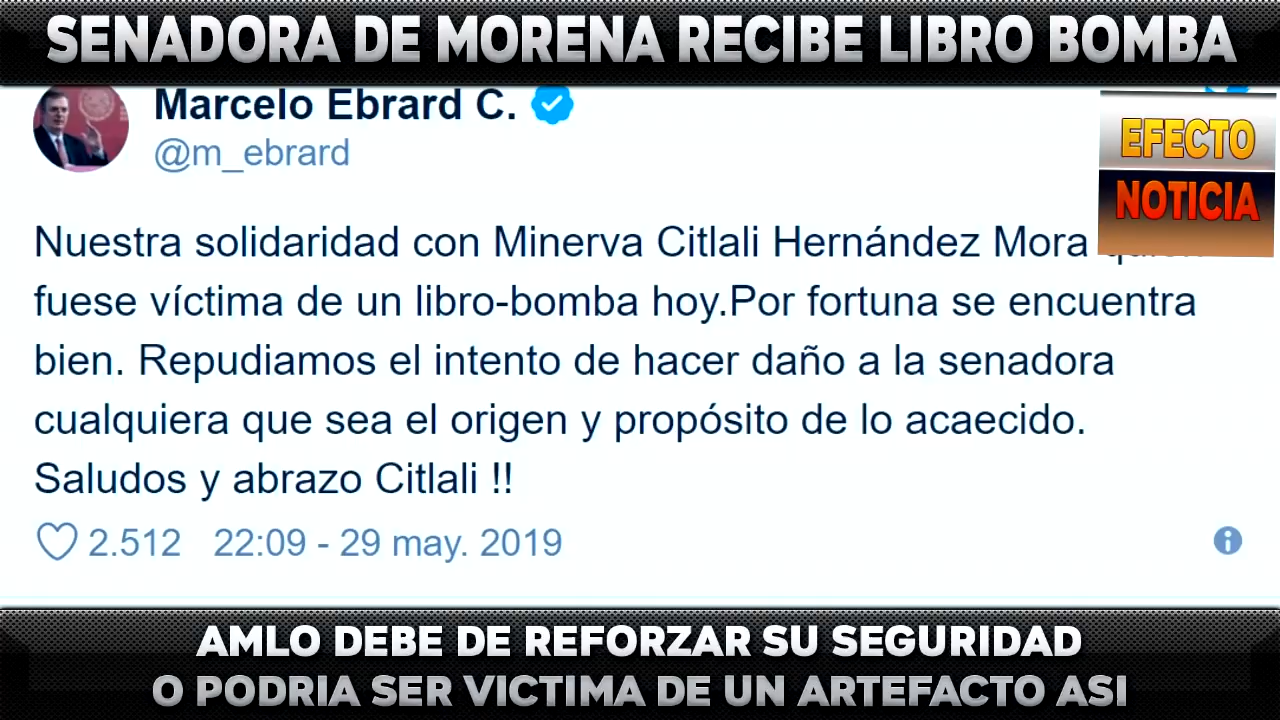 SENADORA DE MORENA RECIBE LIBRO BOMBA
Marcelo Ebrard C.
@m_ebrard
EFECTO
NOTICIA
Nuestra solidaridad con Minerva Citlali Hernández Mora
fuese víctima de un libro-bomba hoy.Por fortuna se encuentra
bien. Repudiamos el intento de hacer daño a la senadora
cualquiera que sea el origen y propósito de lo acaecido.
Saludos y abrazo Citlali !!
2.512 22:09 - 29 may. 2019
AMLO DEBE DE REFORZAR SU SEGURIDAD
O PODRIA SER VICTIMA DE UN ARTEFACTO ASI